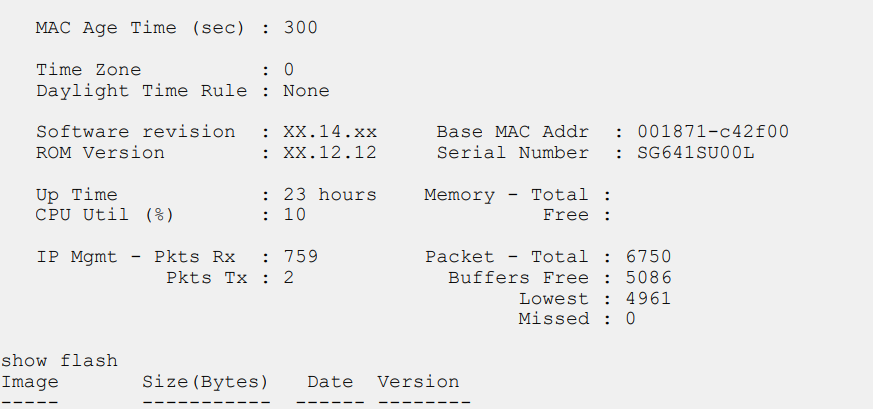 MAC Age Time (sec) : 300
Time Zone          : 0
Daylight Time Rule : None
Software revision  : XX.14.xx     Base MAC Addr  : 001871-c42f00
ROM Version        : XX.12.12     Serial Number  : SG641SU00L
Up Time            : 23 hours    Memory - Total :
CPU Util (%)       : 10                    Free :
IP Mgmt - Pkts Rx  : 759         Packet - Total : 6750
Pkts Tx : 2             Buffers Free : 5086
Lowest : 4961
Missed : 0
show flash
Image       Size(Bytes)   Date  Version
-----       -----------  ------ --------